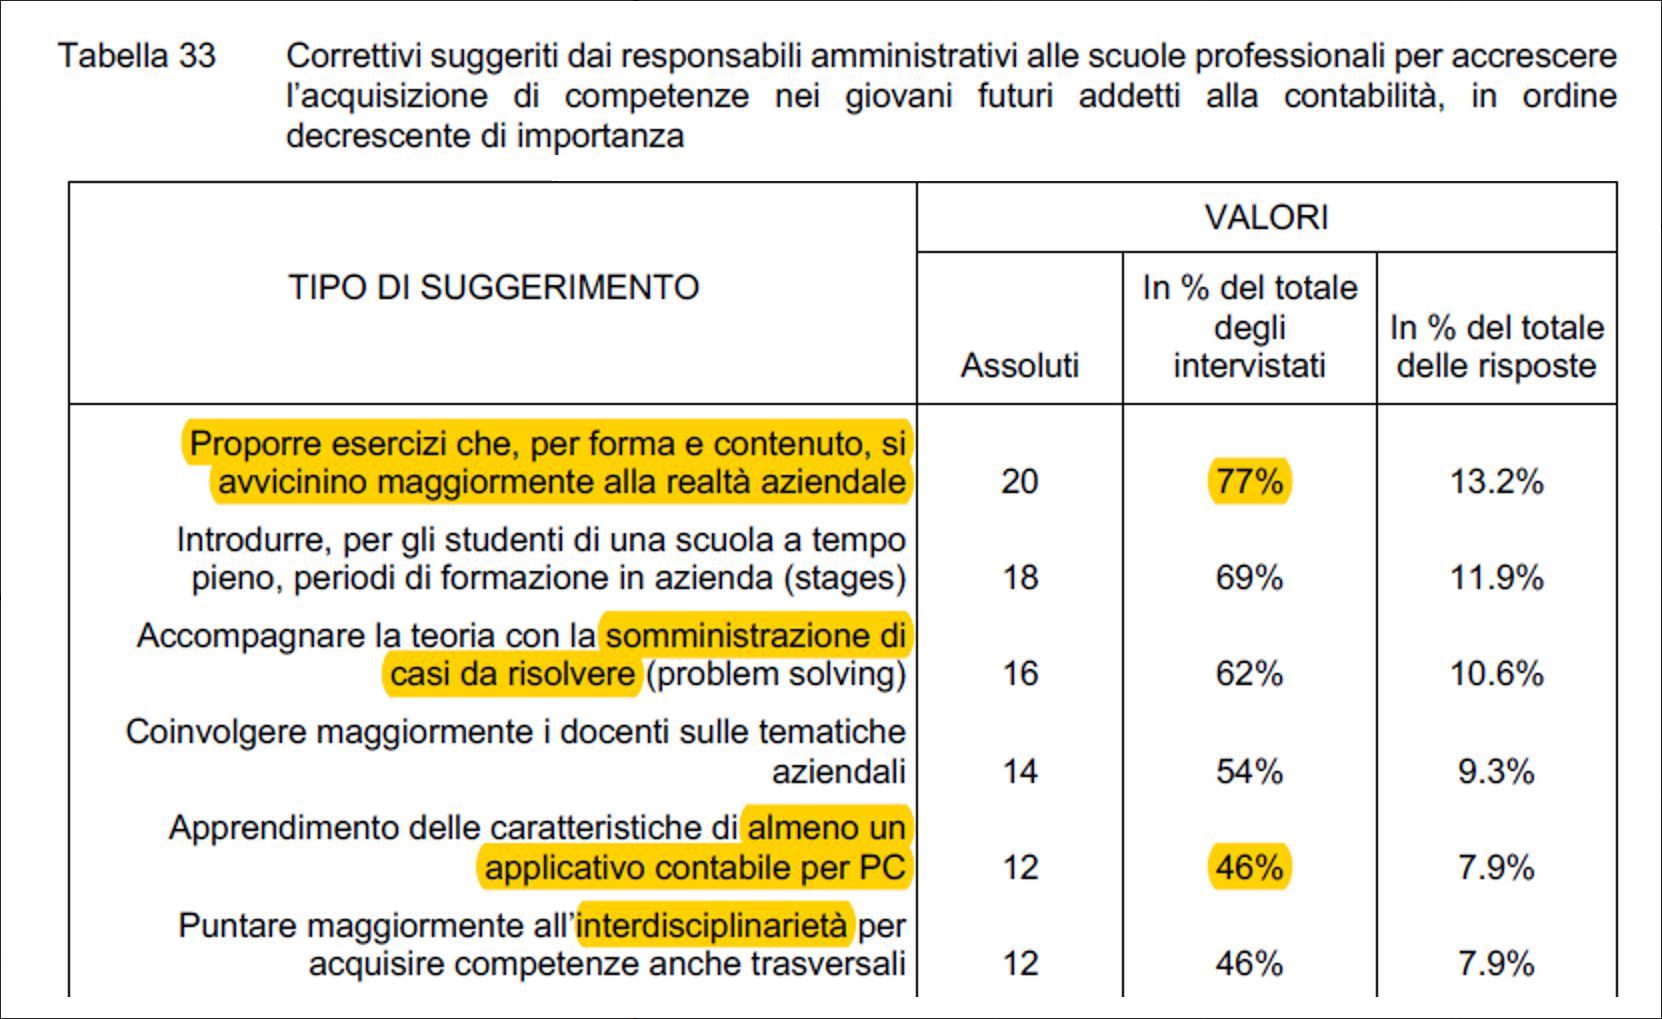 Tabella 33 Correttivi suggeriti dai responsabili amministrativi alle scuole professionali per accrescere
l'acquisizione di competenze nei giovani futuri addetti alla contabilità, in ordine
decrescente di importanza
VALORI
TIPO DI SUGGERIMENTO
Assoluti
In % del totale
degli
intervistati
In % del totale
delle risposte
Proporre esercizi che, per forma e contenuto, si
avvicinino maggiormente alla realtà aziendale 20 77% 13.2%
Introdurre, per gli studenti di una scuola a tempo
pieno, periodi di formazione in azienda (stages) 18 69% 11.9%
Accompagnare la teoria con la somministrazione di
casi da risolvere (problem solving) 16 62% 10.6%
Coinvolgere maggiormente i docenti sulle tematiche
aziendali 14 54% 9.3%
Apprendimento delle caratteristiche di almeno un
applicativo contabile per PC 12 46% 7.9%
Puntare maggiormente all'interdisciplinarietà per
acquisire competenze anche trasversali 12 46% 7.9%